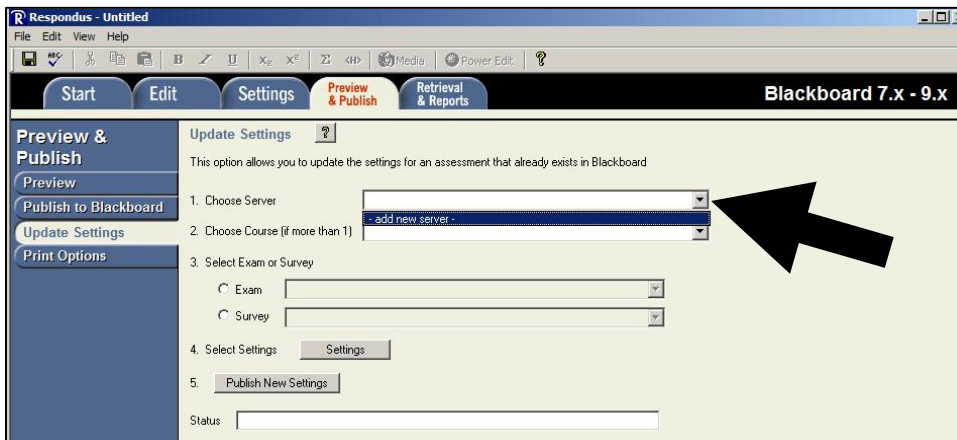 Respondus - Untitled
File Edit View Help
B I U X₂ X² Σ <H> Media Power Edit ?
Start Edit Settings Preview & Publish Retrieval & Reports Blackboard 7.x - 9.x
Preview & Publish
Preview
Publish to Blackboard
Update Settings
Print Options
Update Settings ?
This option allows you to update the settings for an assessment that already exists in Blackboard
1. Choose Server
- add new server -
2. Choose Course (if more than 1)
3. Select Exam or Survey
Exam
Survey
4. Select Settings Settings
5. Publish New Settings
Status